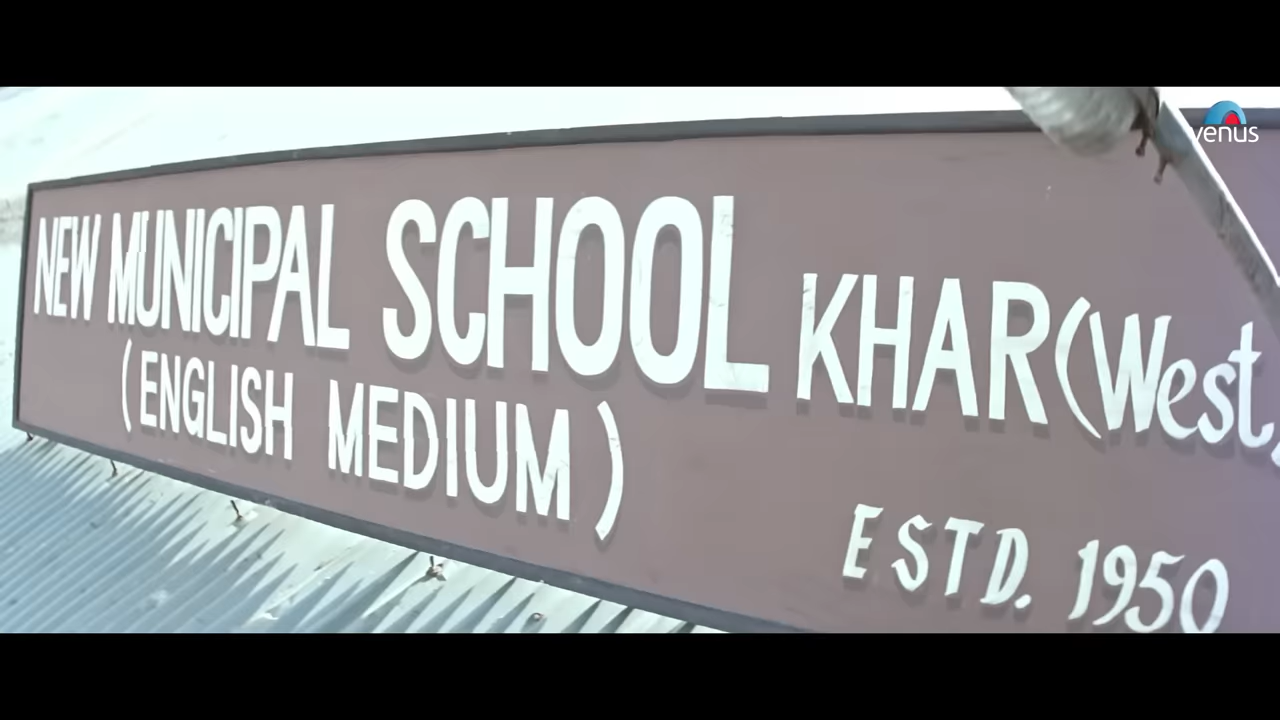 venus
NEW MUNICIPAL SCHOOL KHAR (West)
(ENGLISH MEDIUM)
ESTD. 1950